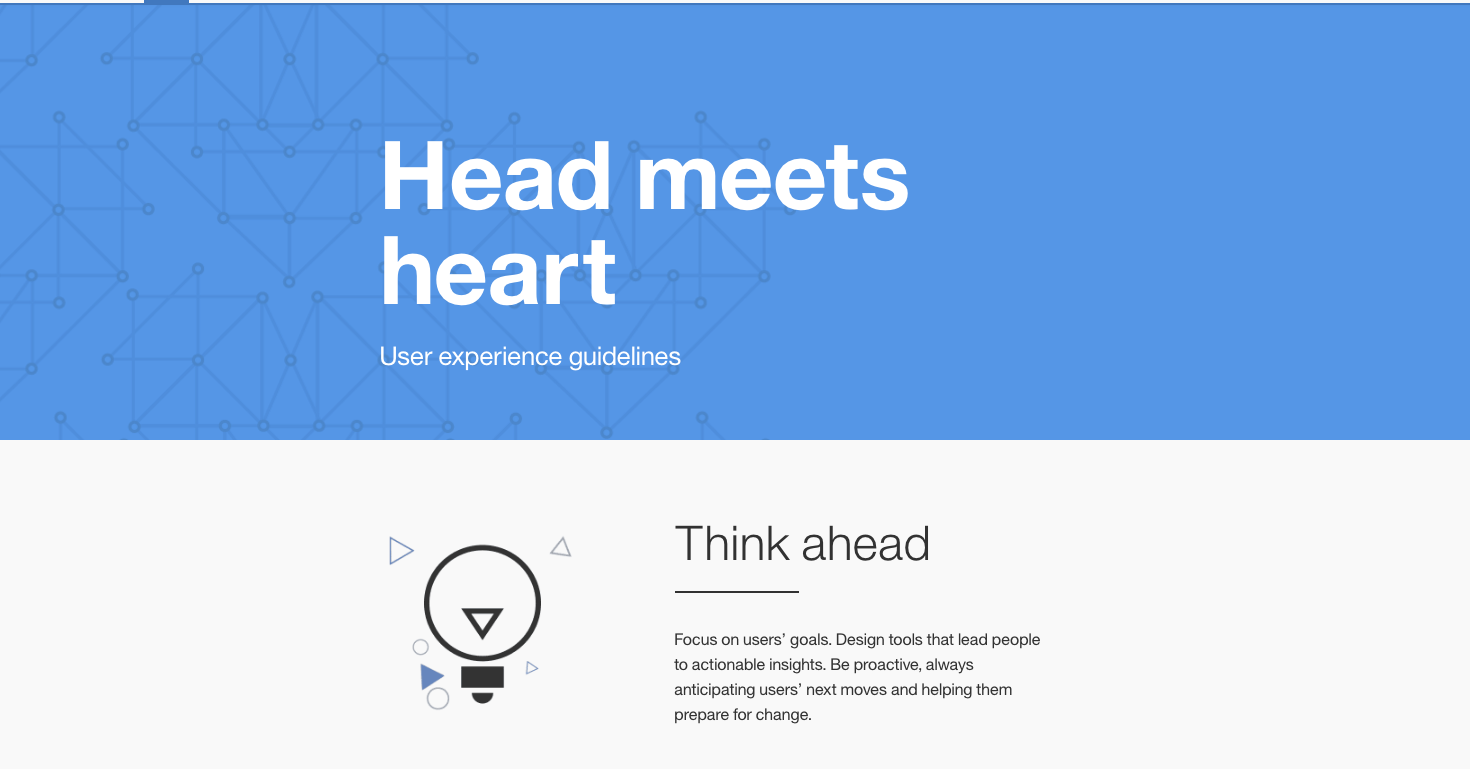 Head meets
heart
User experience guidelines
Think ahead
Focus on users’ goals. Design tools that lead people
to actionable insights. Be proactive, always
anticipating users’ next moves and helping them
prepare for change.